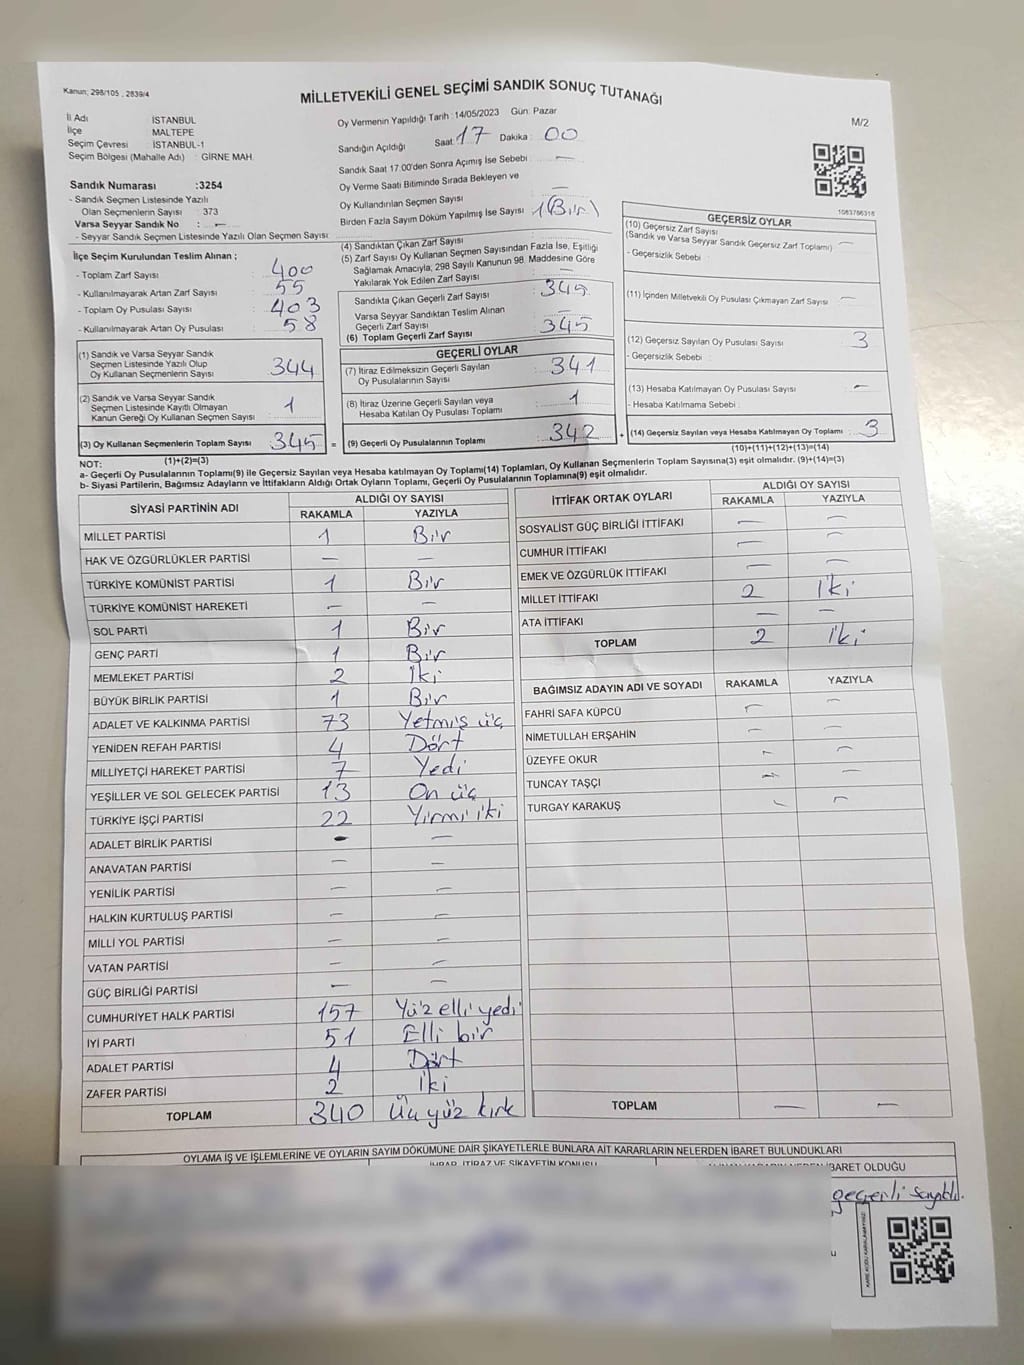 Kanun; 298/105 , 2839/4
MİLLETVEKİLİ GENEL SEÇİMİ SANDIK SONUÇ TUTANAĞI
M/2
İl Adı İSTANBUL
İlçe MALTEPE
Seçim Çevresi : İSTANBUL-1
Seçim Bölgesi (Mahalle Adı) : GİRNE MAH.
Sandık Numarası :3254
- Sandık Seçmen Listesinde Yazılı
Olan Seçmenlerin Sayısı : 373
Varsa Seyyar Sandık No : -
- Seyyar Sandık Seçmen Listesinde Yazılı Olan Seçmen Sayısı:
Oy Vermenin Yapıldığı Tarih :14/05/2023 Gün: Pazar
Sandığın Açıldığı Saat: 17 Dakika : 00
Sandık Saat 17:00'den Sonra Açılmış İse Sebebi : —
Oy Verme Saati Bitiminde Sırada Bekleyen ve
Oy Kullandırılan Seçmen Sayısı : —
Birden Fazla Sayım Döküm Yapılmış İse Sayısı : 1 (Bir)
1083786318
İlçe Seçim Kurulundan Teslim Alınan ;
- Toplam Zarf Sayısı : 400
- Kullanılmayarak Artan Zarf Sayısı : 55
- Toplam Oy Pusulası Sayısı : 403
- Kullanılmayarak Artan Oy Pusulası : 58
(1) Sandık ve Varsa Seyyar Sandık
Seçmen Listesinde Yazılı Olup
Oy Kullanan Seçmenlerin Sayısı : 344
(2) Sandık ve Varsa Seyyar Sandık
Seçmen Listesinde Kayıtlı Olmayan
Kanun Gereği Oy Kullanan Seçmen Sayısı : 1
(3) Oy Kullanan Seçmenlerin Toplam Sayısı : 345
(1)+(2)=(3)
(4) Sandıktan Çıkan Zarf Sayısı
(5) Zarf Sayısı Oy Kullanan Seçmen Sayısından Fazla İse, Eşitliği
Sağlamak Amacıyla, 298 Sayılı Kanunun 98. Maddesine Göre
Yakılarak Yok Edilen Zarf Sayısı : —
Sandıkta Çıkan Geçerli Zarf Sayısı : 345
Varsa Seyyar Sandıktan Teslim Alınan
Geçerli Zarf Sayısı : —
(6) Toplam Geçerli Zarf Sayısı : 345
GEÇERLİ OYLAR
(7) İtiraz Edilmeksizin Geçerli Sayılan
Oy Pusulalarının Sayısı : 341
(8) İtiraz Üzerine Geçerli Sayılan veya
Hesaba Katılan Oy Pusulası Toplamı : 1
= (9) Geçerli Oy Pusulalarının Toplamı : 342
GEÇERSİZ OYLAR
(10) Geçersiz Zarf Sayısı
(Sandık ve Varsa Seyyar Sandık Geçersiz Zarf Toplamı) : —
- Geçersizlik Sebebi :
(11) İçinden Milletvekili Oy Pusulası Çıkmayan Zarf Sayısı : —
(12) Geçersiz Sayılan Oy Pusulası Sayısı : 3
- Geçersizlik Sebebi :
(13) Hesaba Katılmayan Oy Pusulası Sayısı : —
- Hesaba Katılmama Sebebi :
+ (14) Geçersiz Sayılan veya Hesaba Katılmayan Oy Toplamı : 3
(10)+(11)+(12)+(13)=(14)
NOT:
a- Geçerli Oy Pusulalarının Toplamı(9) ile Geçersiz Sayılan veya Hesaba katılmayan Oy Toplamı(14) Toplamları, Oy Kullanan Seçmenlerin Toplam Sayısına(3) eşit olmalıdır. (9)+(14)=(3)
b- Siyasi Partilerin, Bağımsız Adayların ve İttifakların Aldığı Ortak Oyların Toplamı, Geçerli Oy Pusulalarının Toplamına(9) eşit olmalıdır.
SİYASİ PARTİNİN ADI ALDIĞI OY SAYISI
RAKAMLA YAZIYLA
MİLLET PARTİSİ 1 Bir
HAK VE ÖZGÜRLÜKLER PARTİSİ — —
TÜRKİYE KOMÜNİST PARTİSİ 1 Bir
TÜRKİYE KOMÜNİST HAREKETİ — —
SOL PARTİ 1 Bir
GENÇ PARTİ 1 Bir
MEMLEKET PARTİSİ 2 İki
BÜYÜK BİRLİK PARTİSİ 1 Bir
ADALET VE KALKINMA PARTİSİ 73 Yetmiş üç
YENİDEN REFAH PARTİSİ 4 Dört
MİLLİYETÇİ HAREKET PARTİSİ 7 Yedi
YEŞİLLER VE SOL GELECEK PARTİSİ 13 On üç
TÜRKİYE İŞÇİ PARTİSİ 22 Yirmi iki
ADALET BİRLİK PARTİSİ — —
ANAVATAN PARTİSİ — —
YENİLİK PARTİSİ — —
HALKIN KURTULUŞ PARTİSİ — —
MİLLİ YOL PARTİSİ — —
VATAN PARTİSİ — —
GÜÇ BİRLİĞİ PARTİSİ — —
CUMHURİYET HALK PARTİSİ 157 Yüz elli yedi
İYİ PARTİ 51 Elli bir
ADALET PARTİSİ 4 Dört
ZAFER PARTİSİ 2 İki
TOPLAM 340 Üç yüz kırk
İTTİFAK ORTAK OYLARI ALDIĞI OY SAYISI
RAKAMLA YAZIYLA
SOSYALİST GÜÇ BİRLİĞİ İTTİFAKI — —
CUMHUR İTTİFAKI — —
EMEK VE ÖZGÜRLÜK İTTİFAKI — —
MİLLET İTTİFAKI 2 İki
ATA İTTİFAKI — —
TOPLAM 2 İki
BAĞIMSIZ ADAYIN ADI VE SOYADI RAKAMLA YAZIYLA
FAHRİ SAFA KÜPCÜ — —
NİMETULLAH ERŞAHİN — —
ÜZEYFE OKUR — —
TUNCAY TAŞÇI — —
TURGAY KARAKUŞ — —
TOPLAM — —
OYLAMA İŞ VE İŞLEMLERİNE VE OYLARIN SAYIM DÖKÜMÜNE DAİR ŞİKAYETLERLE BUNLARA AİT KARARLARIN NELERDEN İBARET BULUNDUKLARI
İHBAR, İTİRAZ VE ŞİKAYETİN KONUSU
İBARET OLDUĞU
geçerli sayıldı.